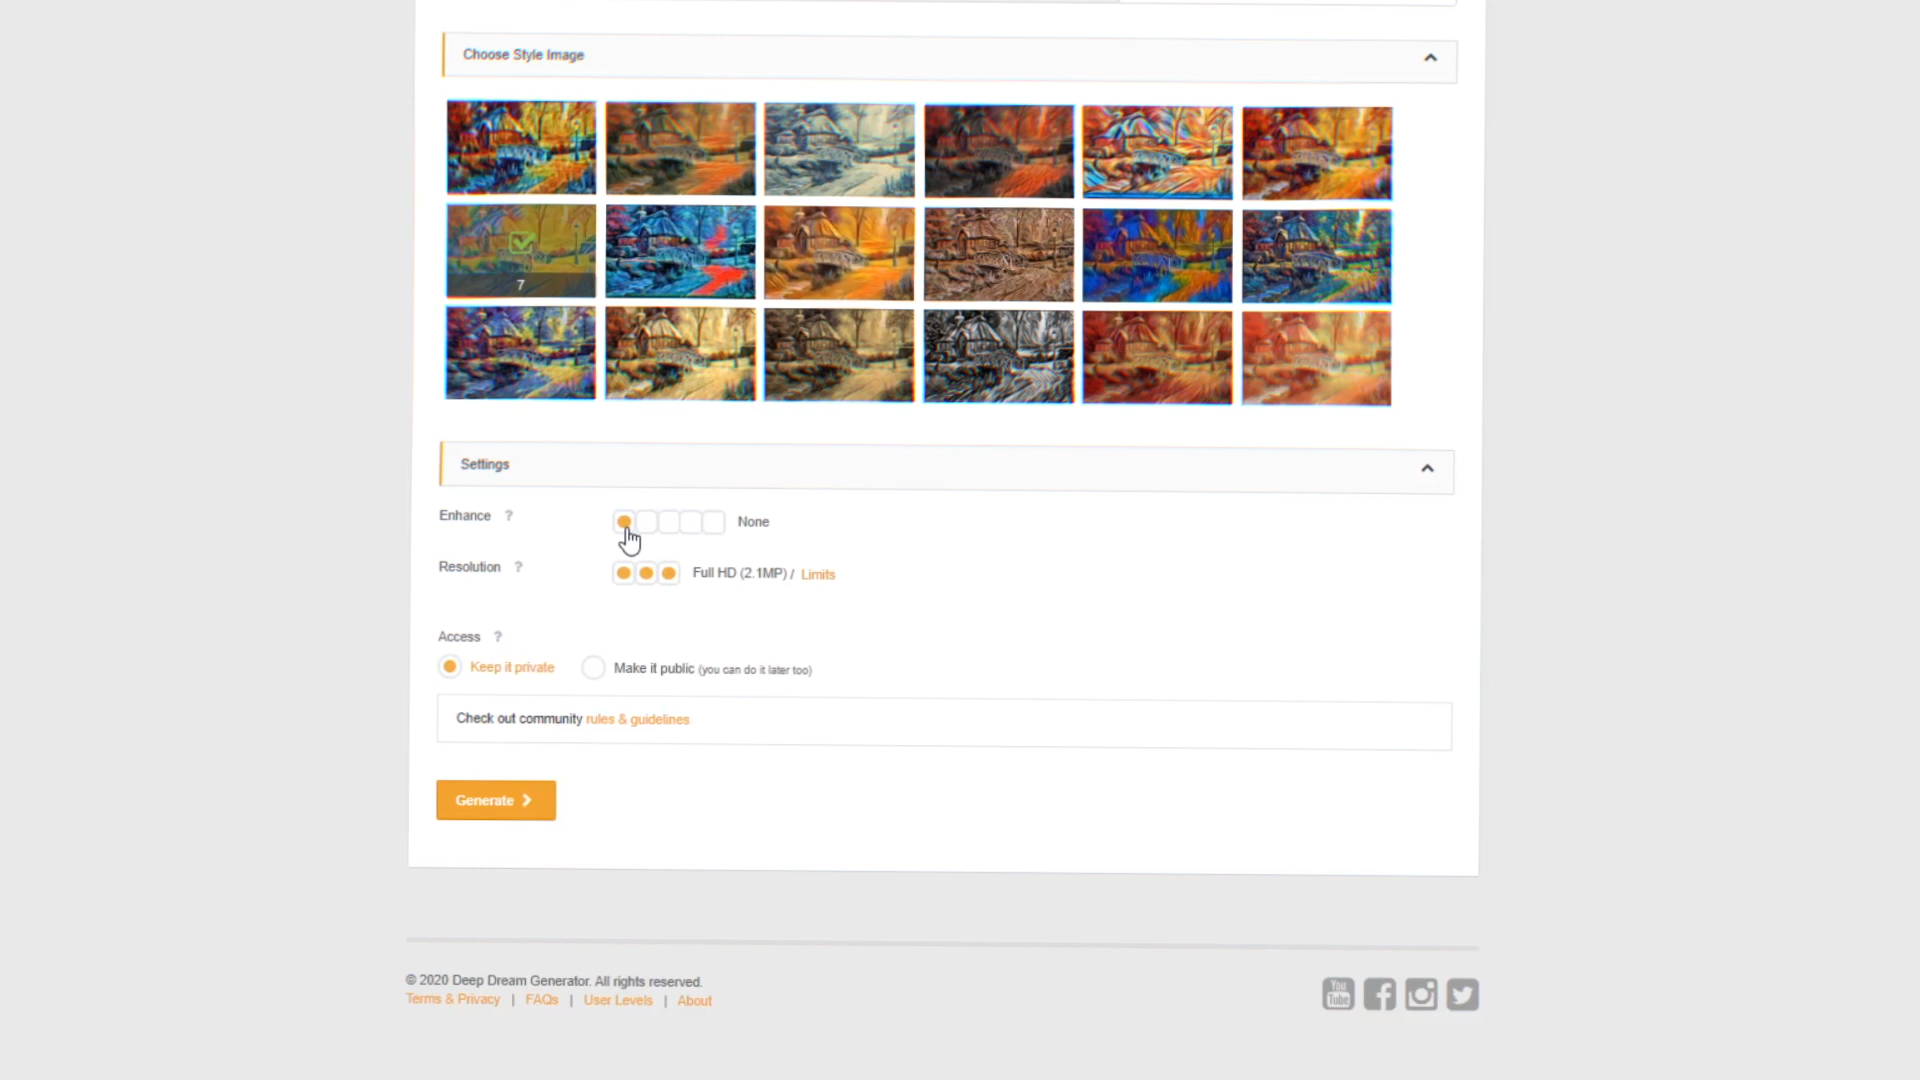 Choose Style Image
7
Settings
Enhance ? None
Resolution ? Full HD (2.1MP) / Limits
Access ?
Keep it private Make it public (you can do it later too)
Check out community rules & guidelines
Generate
© 2020 Deep Dream Generator. All rights reserved.
Terms & Privacy | FAQs | User Levels | About
You Tube